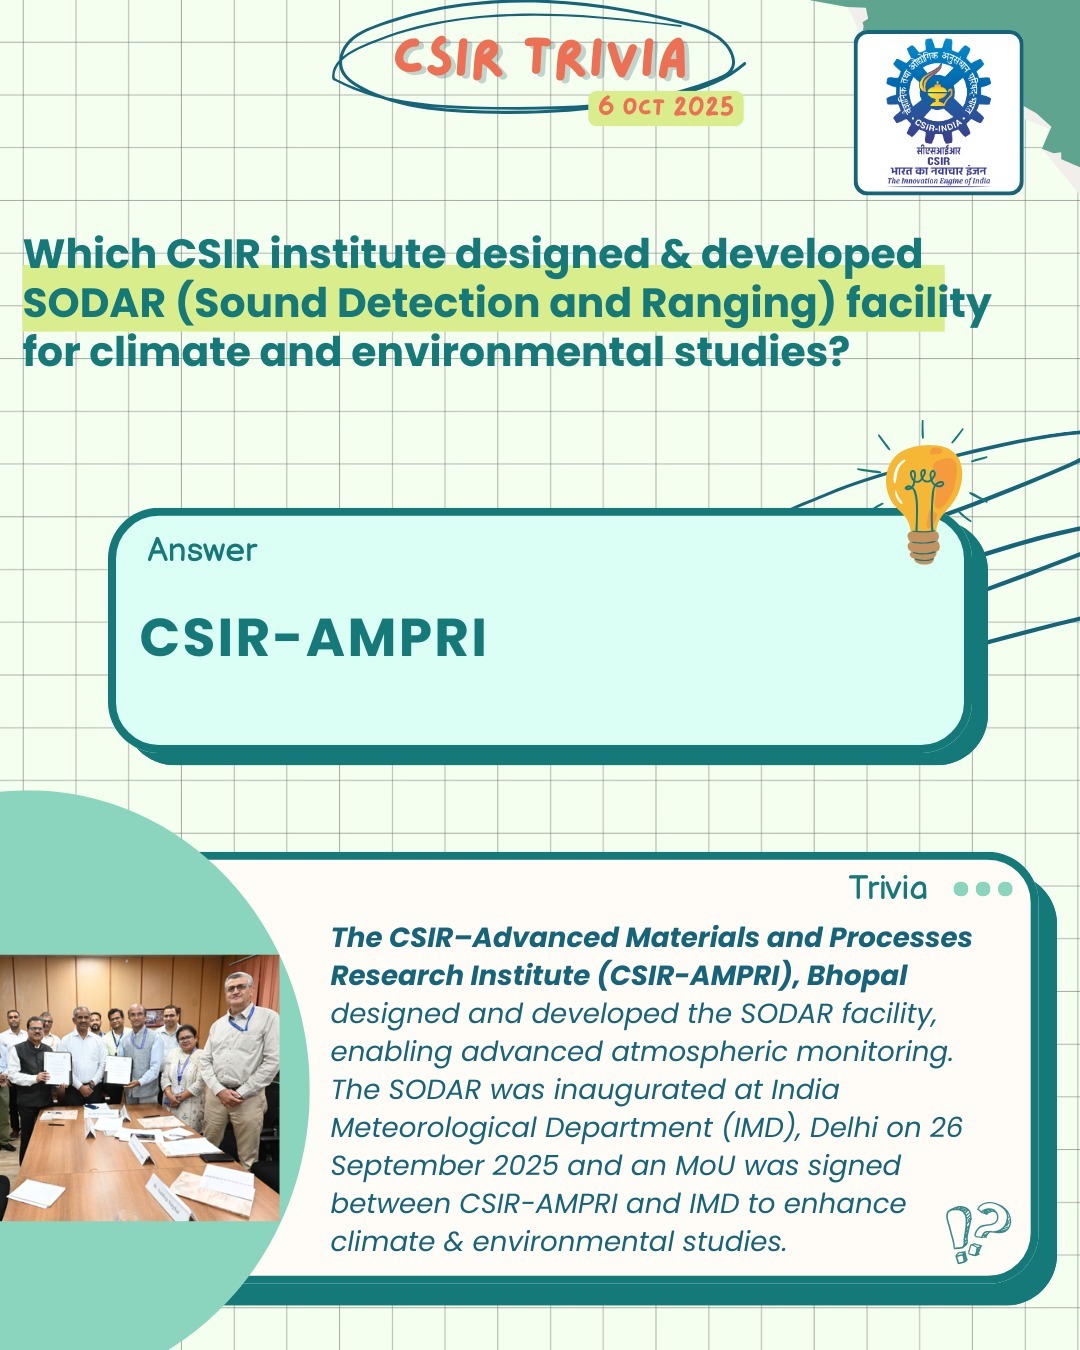 CSIR TRIVIA
6 OCT 2025
वैज्ञानिक तथा औद्योगिक अनुसंधान परिषद-भारत
CSIR-INDIA
सीएसआईआर
CSIR
भारत का नवाचार इंजन
The Innovation Engine of India
Which CSIR institute designed & developed
SODAR (Sound Detection and Ranging) facility
for climate and environmental studies?
Answer
CSIR-AMPRI
Trivia
The CSIR–Advanced Materials and Processes
Research Institute (CSIR-AMPRI), Bhopal
designed and developed the SODAR facility,
enabling advanced atmospheric monitoring.
The SODAR was inaugurated at India
Meteorological Department (IMD), Delhi on 26
September 2025 and an MoU was signed
between CSIR-AMPRI and IMD to enhance
climate & environmental studies.
!?